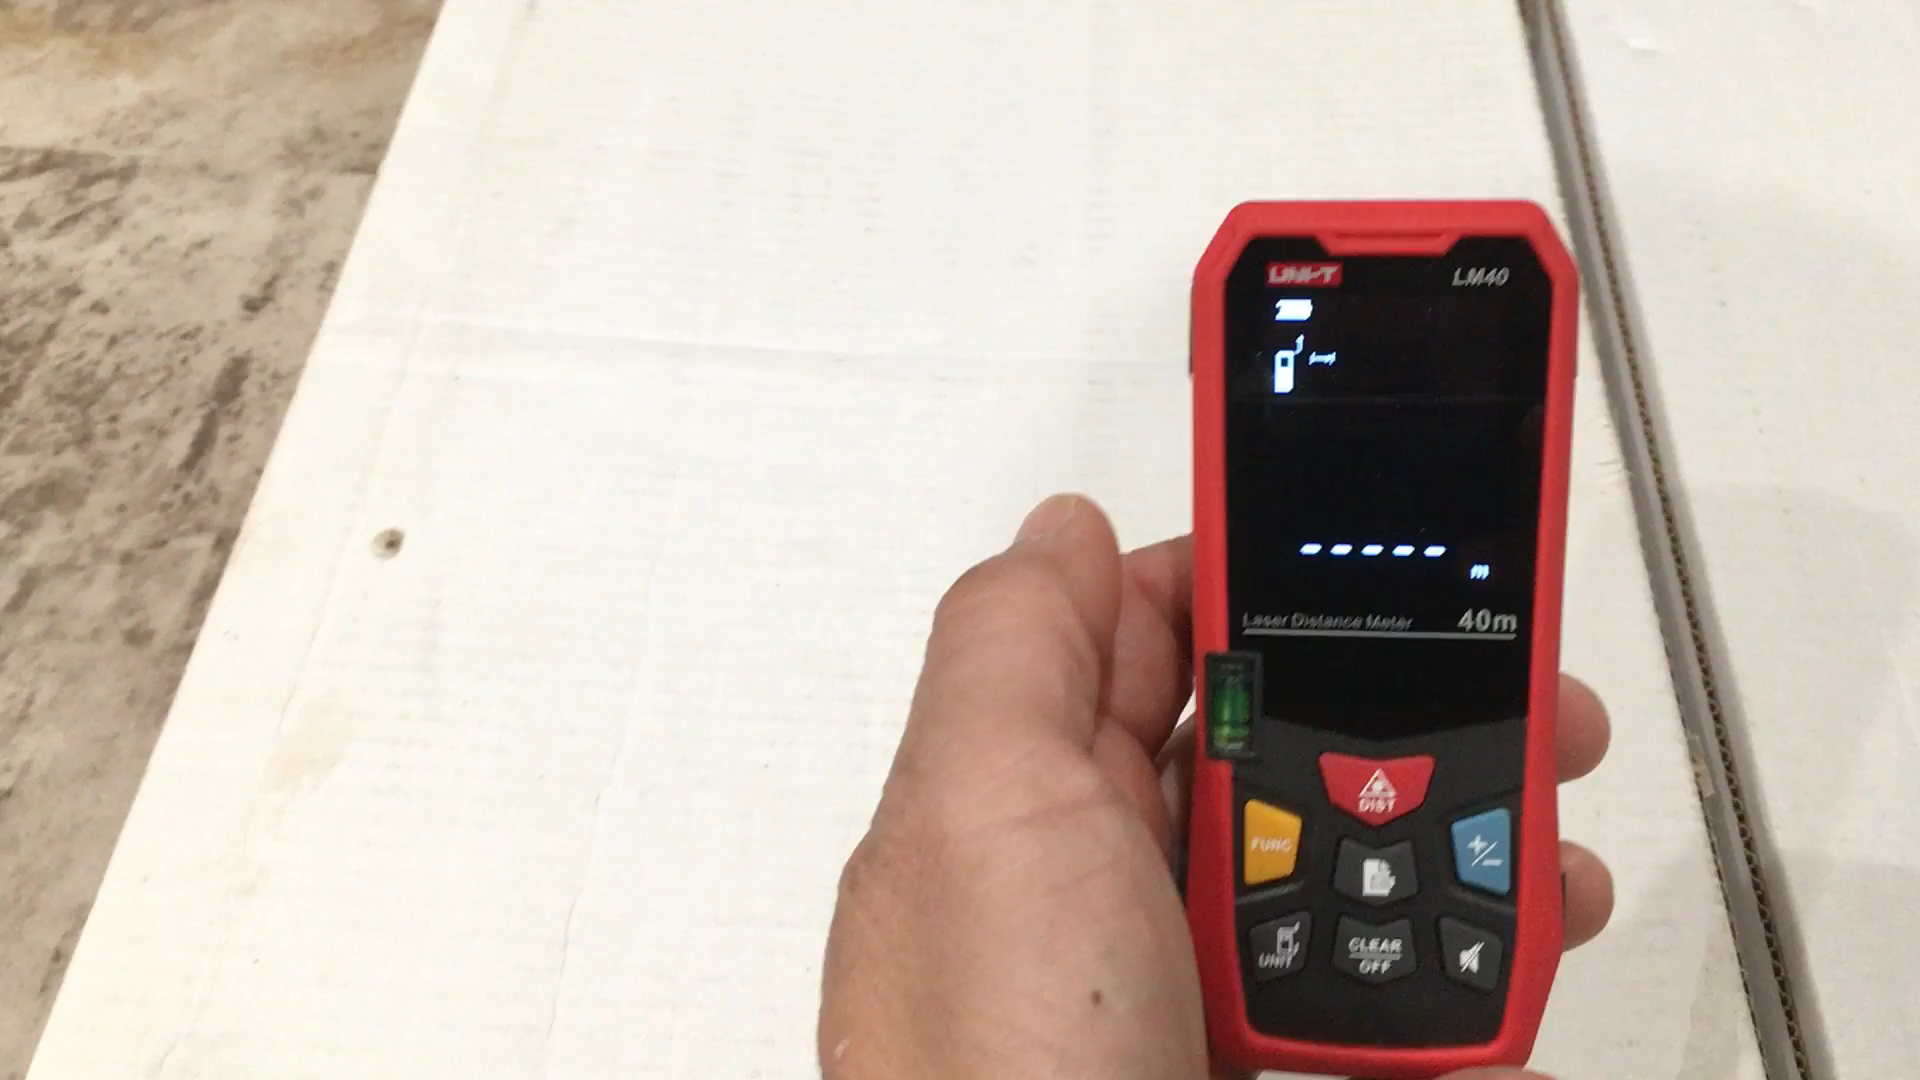 UNI-T LM40
----- m
Laser Distance Meter 40m
DIST
FUNC +/-
UNIT CLEAR
OFF